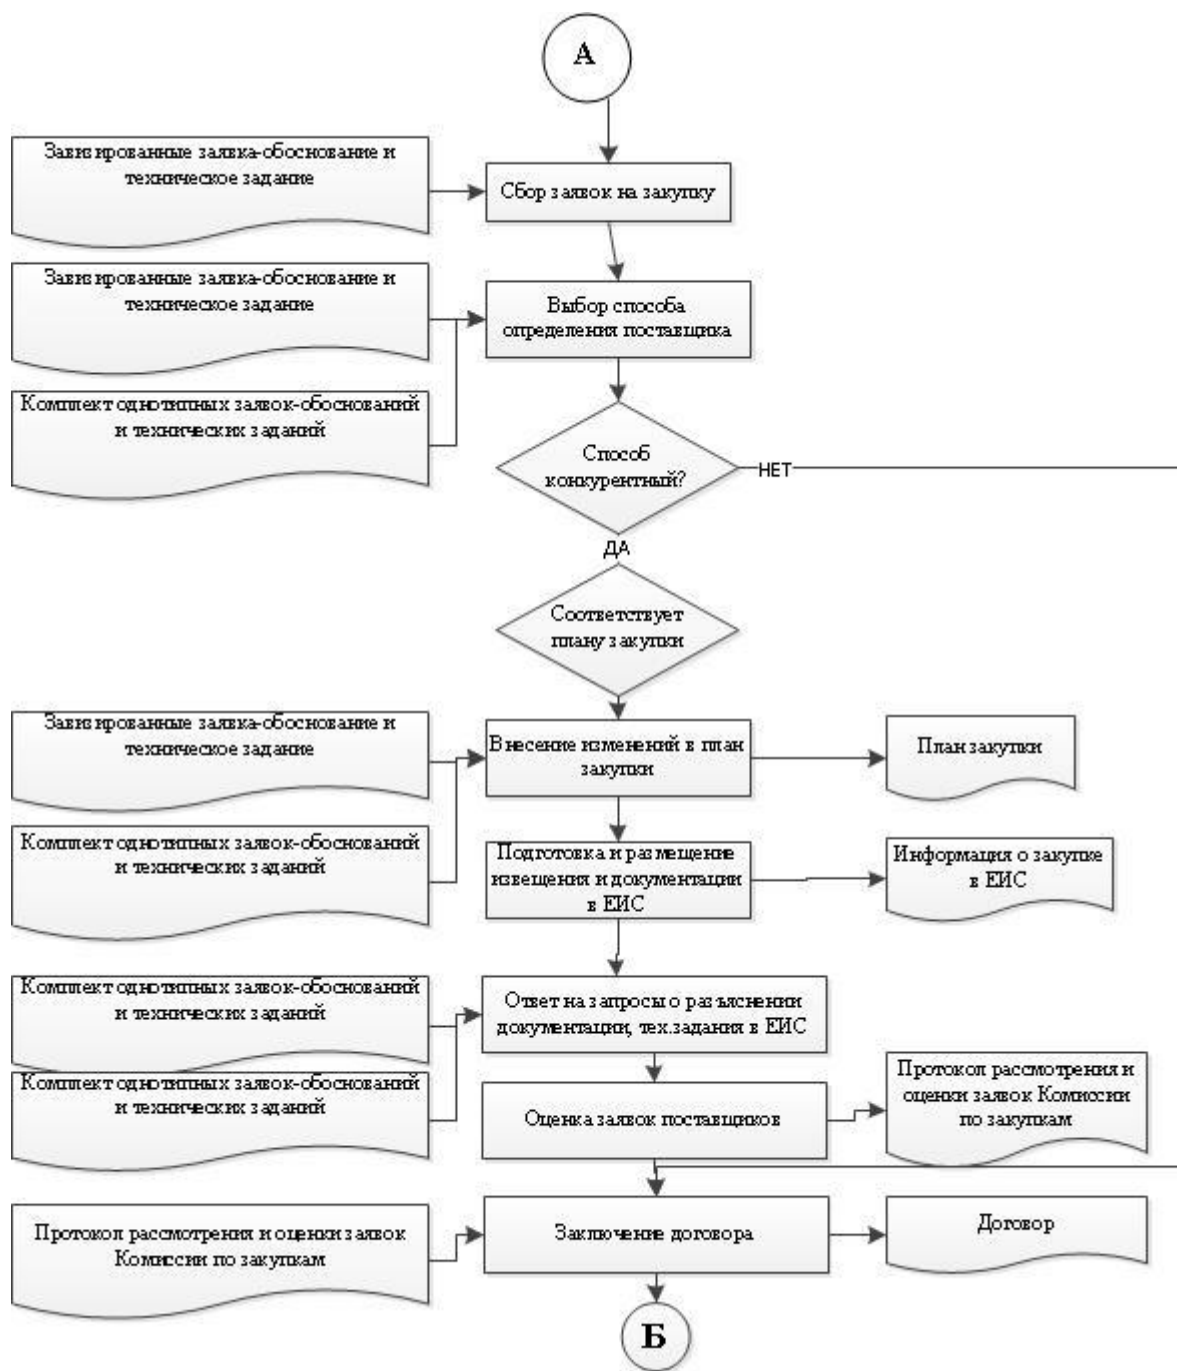 А
Завизированные заявка-обоснование и
техническое задание
Сбор заявок на закупку
Завизированные заявка-обоснование и
техническое задание
Выбор способа
определения поставщика
Комплект однотипных заявок-обоснований
и технических заданий
Способ
конкурентный?
НЕТ
ДА
Соответствует
плану закупки
Завизированные заявка-обоснование и
техническое задание
Внесение изменений в план
закупки
План закупки
Комплект однотипных заявок-обоснований
и технических заданий
Подготовка и размещение
извещения и документации
в ЕИС
Информация о закупке
в ЕИС
Комплект однотипных заявок-обоснований
и технических заданий
Ответ на запросы о разъяснении
документации, тех.задания в ЕИС
Комплект однотипных заявок-обоснований
и технических заданий
Оценка заявок поставщиков
Протокол рассмотрения и
оценки заявок Комиссии
по закупкам
Протокол рассмотрения и оценки заявок
Комиссии по закупкам
Заключение договора
Договор
Б